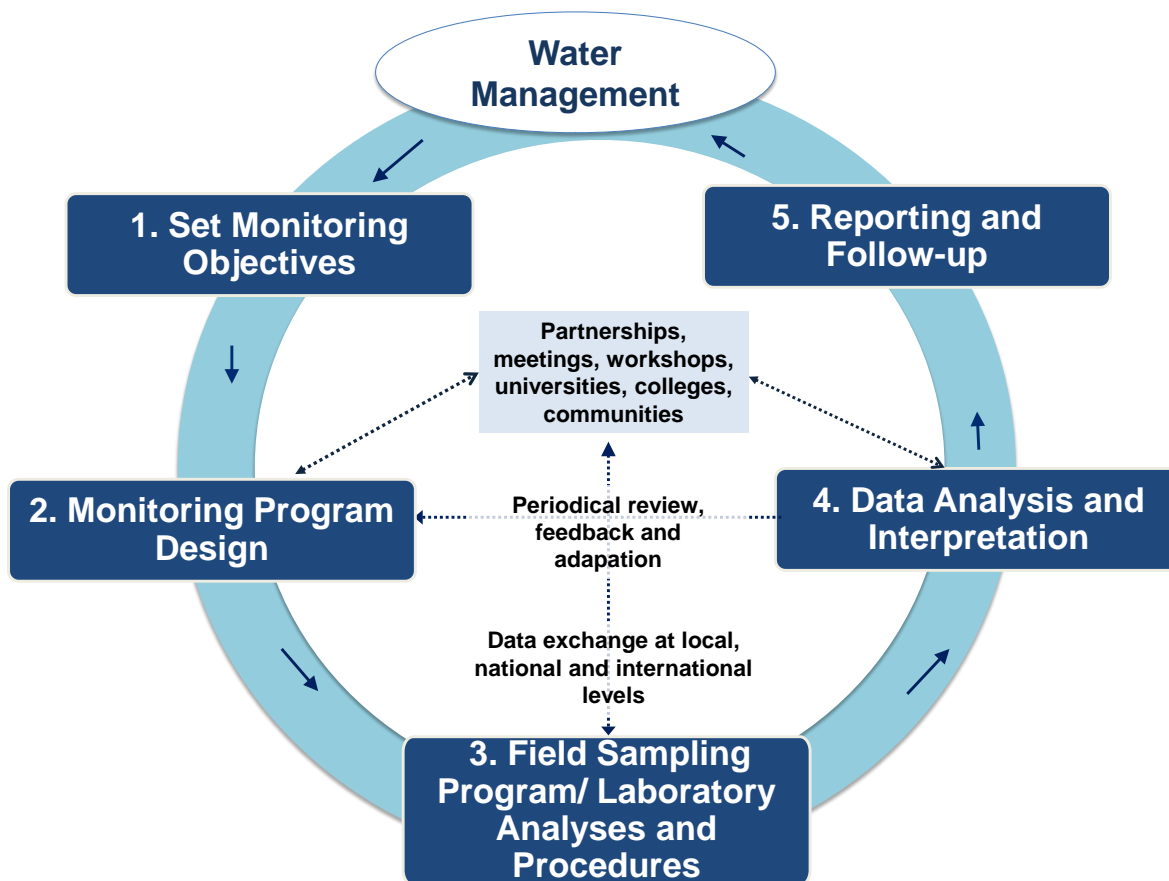 Water
Management
1. Set Monitoring
Objectives
5. Reporting and
Follow-up
Partnerships,
meetings, workshops,
universities, colleges,
communities
2. Monitoring Program
Design
Periodical review,
feedback and
adapation
4. Data Analysis and
Interpretation
Data exchange at local,
national and international
levels
3. Field Sampling
Program/ Laboratory
Analyses and
Procedures